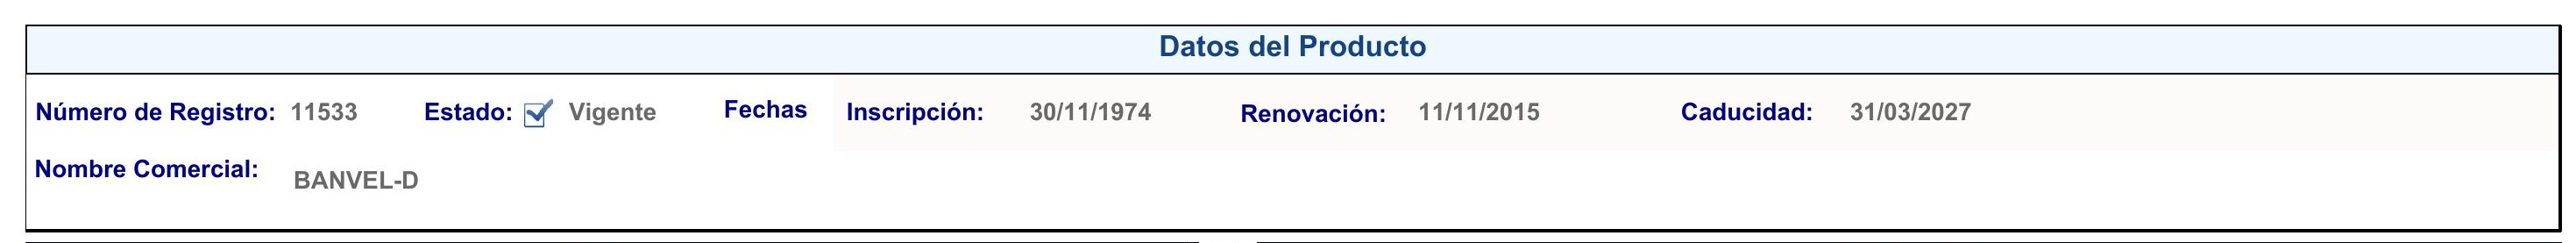 Datos del Producto
Número de Registro: 11533 Estado: Vigente Fechas Inscripción: 30/11/1974 Renovación: 11/11/2015 Caducidad: 31/03/2027
Nombre Comercial: BANVEL-D